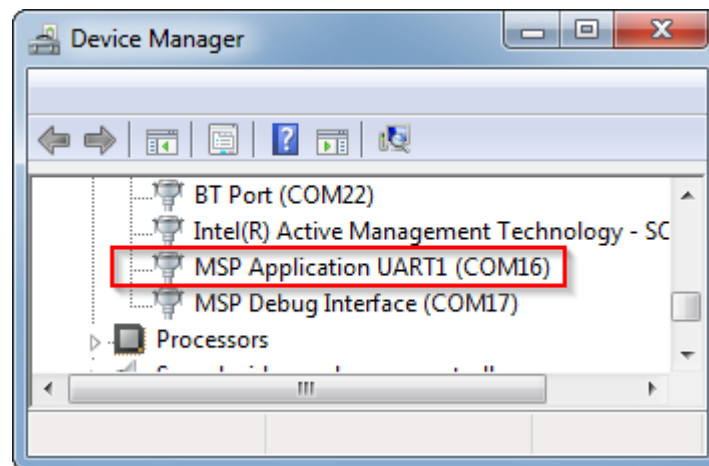 Device Manager
BT Port (COM22)
Intel(R) Active Management Technology - SC
MSP Application UART1 (COM16)
MSP Debug Interface (COM17)
Processors